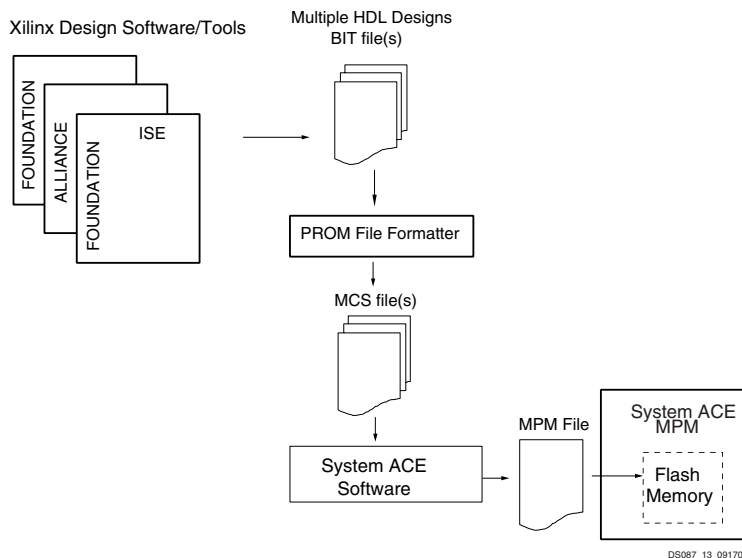 Xilinx Design Software/Tools
Multiple HDL Designs
BIT file(s)
FOUNDATION
ALLIANCE
FOUNDATION
ISE
PROM File Formatter
MCS file(s)
System ACE
Software
MPM File
System ACE
MPM
Flash
Memory
DS087_13_09170